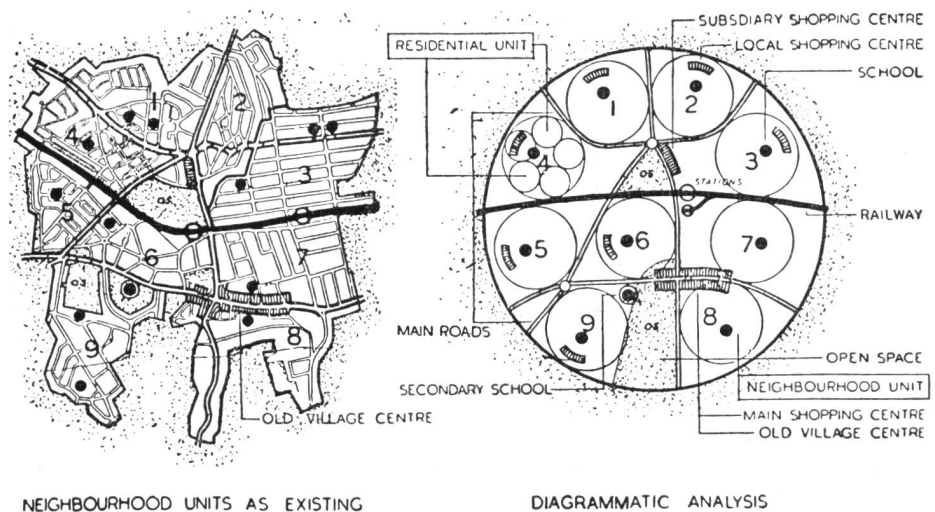 SUBSDIARY SHOPPING CENTRE
RESIDENTIAL UNIT
LOCAL SHOPPING CENTRE
SCHOOL
1
2
3
4
5
6
7
8
9
O.S.
O.S.
OLD VILLAGE CENTRE
1
2
3
4
5
6
7
8
9
O.S.
STATIONS
O.S.
RAILWAY
MAIN ROADS
SECONDARY SCHOOL
OPEN SPACE
NEIGHBOURHOOD UNIT
MAIN SHOPPING CENTRE
OLD VILLAGE CENTRE
NEIGHBOURHOOD UNITS AS EXISTING
DIAGRAMMATIC ANALYSIS